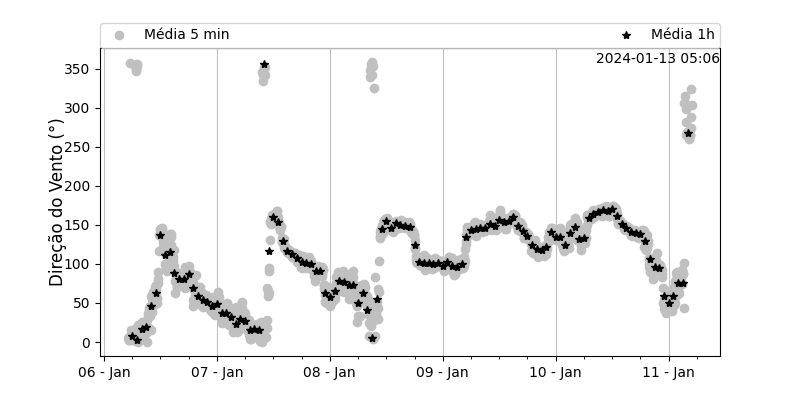 Média 5 min
Média 1h
2024-01-13 05:06
Direção do Vento (°)
350
300
250
200
150
100
50
0
06 - Jan
07 - Jan
08 - Jan
09 - Jan
10 - Jan
11 - Jan